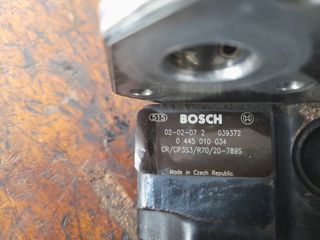 515 BOSCH
02-02-07 2 039372
0 445 010 034
CR/CP3S3/R70/20-789S
Made in Czech Republic